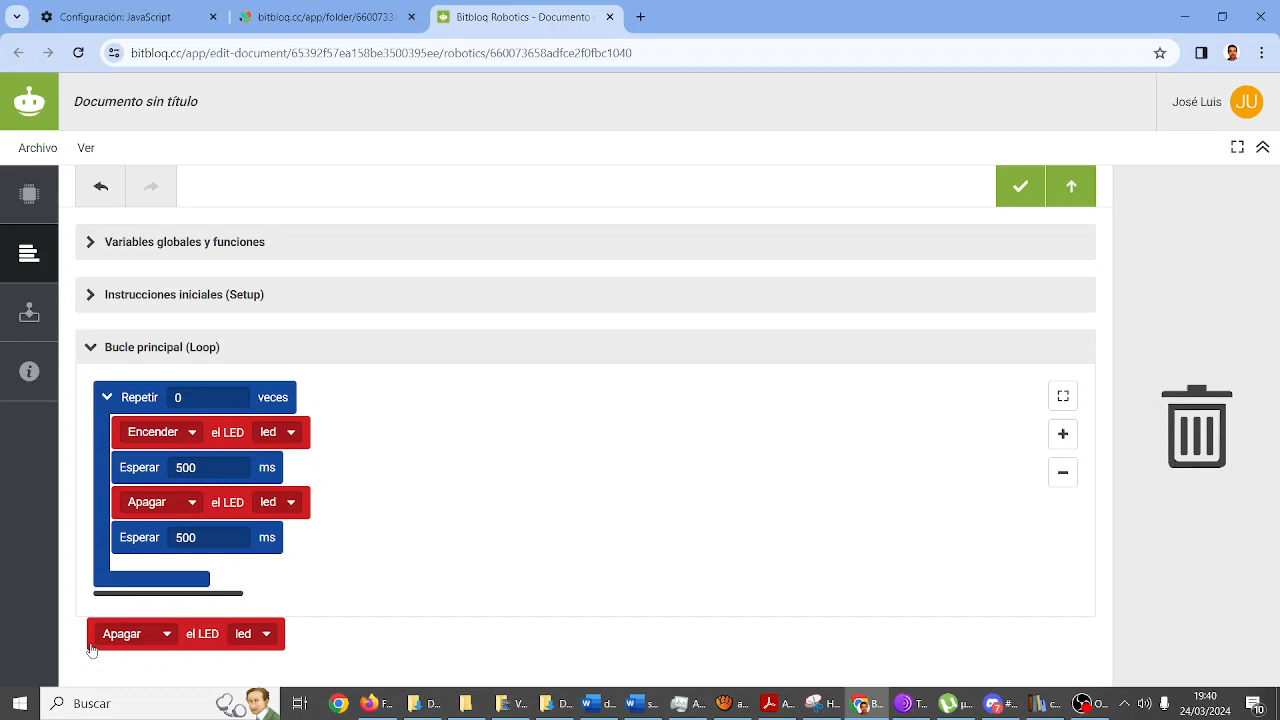 Configuración: JavaScript
bitbloq.cc/app/folder/6600733
Bitbloq Robotics - Documento s
bitbloq.cc/app/edit-document/65392f57ea158be3500395ee/robotics/660073658adfce2f0fbc1040
Documento sin título
José Luis JU
Archivo Ver
Variables globales y funciones
Instrucciones iniciales (Setup)
Bucle principal (Loop)
Repetir 0 veces
Encender el LED led
Esperar 500 ms
Apagar el LED led
Esperar 500 ms
Apagar el LED led
Buscar
F... D... V... D... d... s... A... a... A... H... B... P... µ... #... c... O...
19:40
24/03/2024